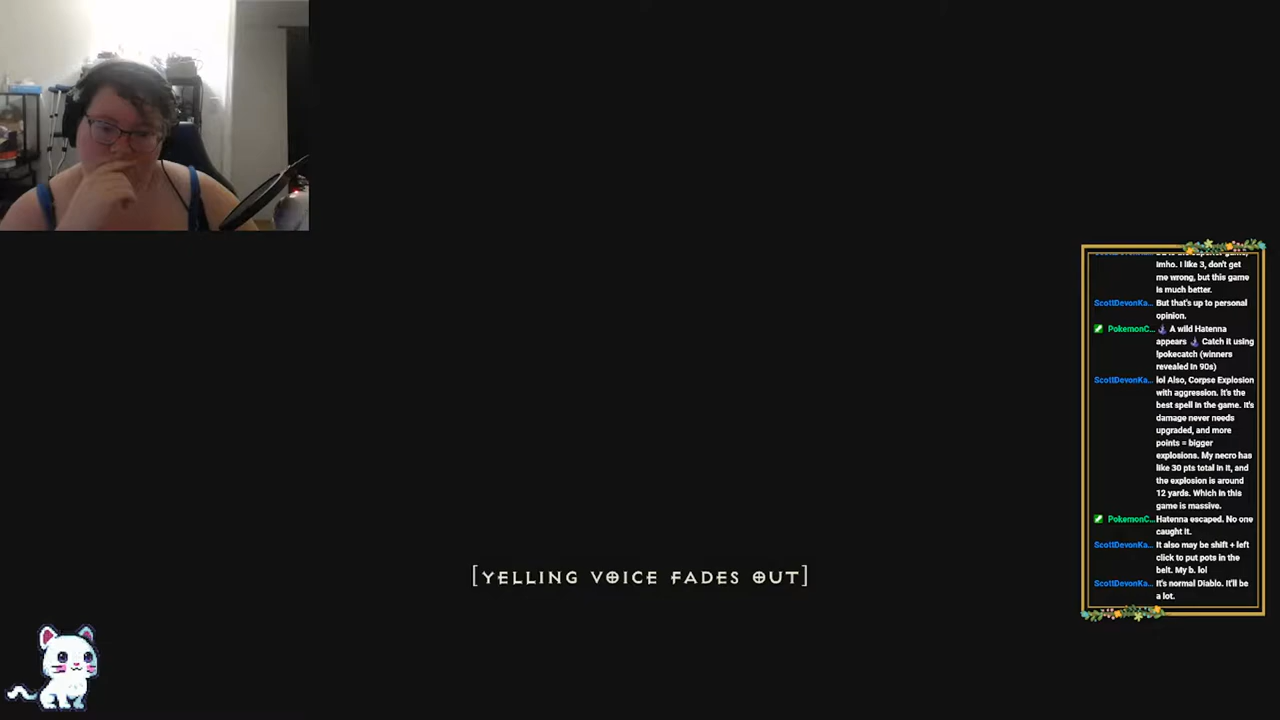 Imho. I like 3, don't get
me wrong, but this game
is much better.
ScottDevonKa... But that's up to personal
opinion.
PokemonC... A wild Hatenna
appears Catch it using
!pokecatch (winners
revealed in 90s)
ScottDevonKa... lol Also, Corpse Explosion
with aggression. It's the
best spell in the game. It's
damage never needs
upgraded, and more
points = bigger
explosions. My necro has
like 30 pts total in it, and
the explosion is around
12 yards. Which in this
game is massive.
PokemonC... Hatenna escaped. No one
caught it.
ScottDevonKa... It also may be shift + left
click to put pots in the
belt. My b. lol
ScottDevonKa... It's normal Diablo. It'll be
a lot.
[YELLING VOICE FADES OUT]